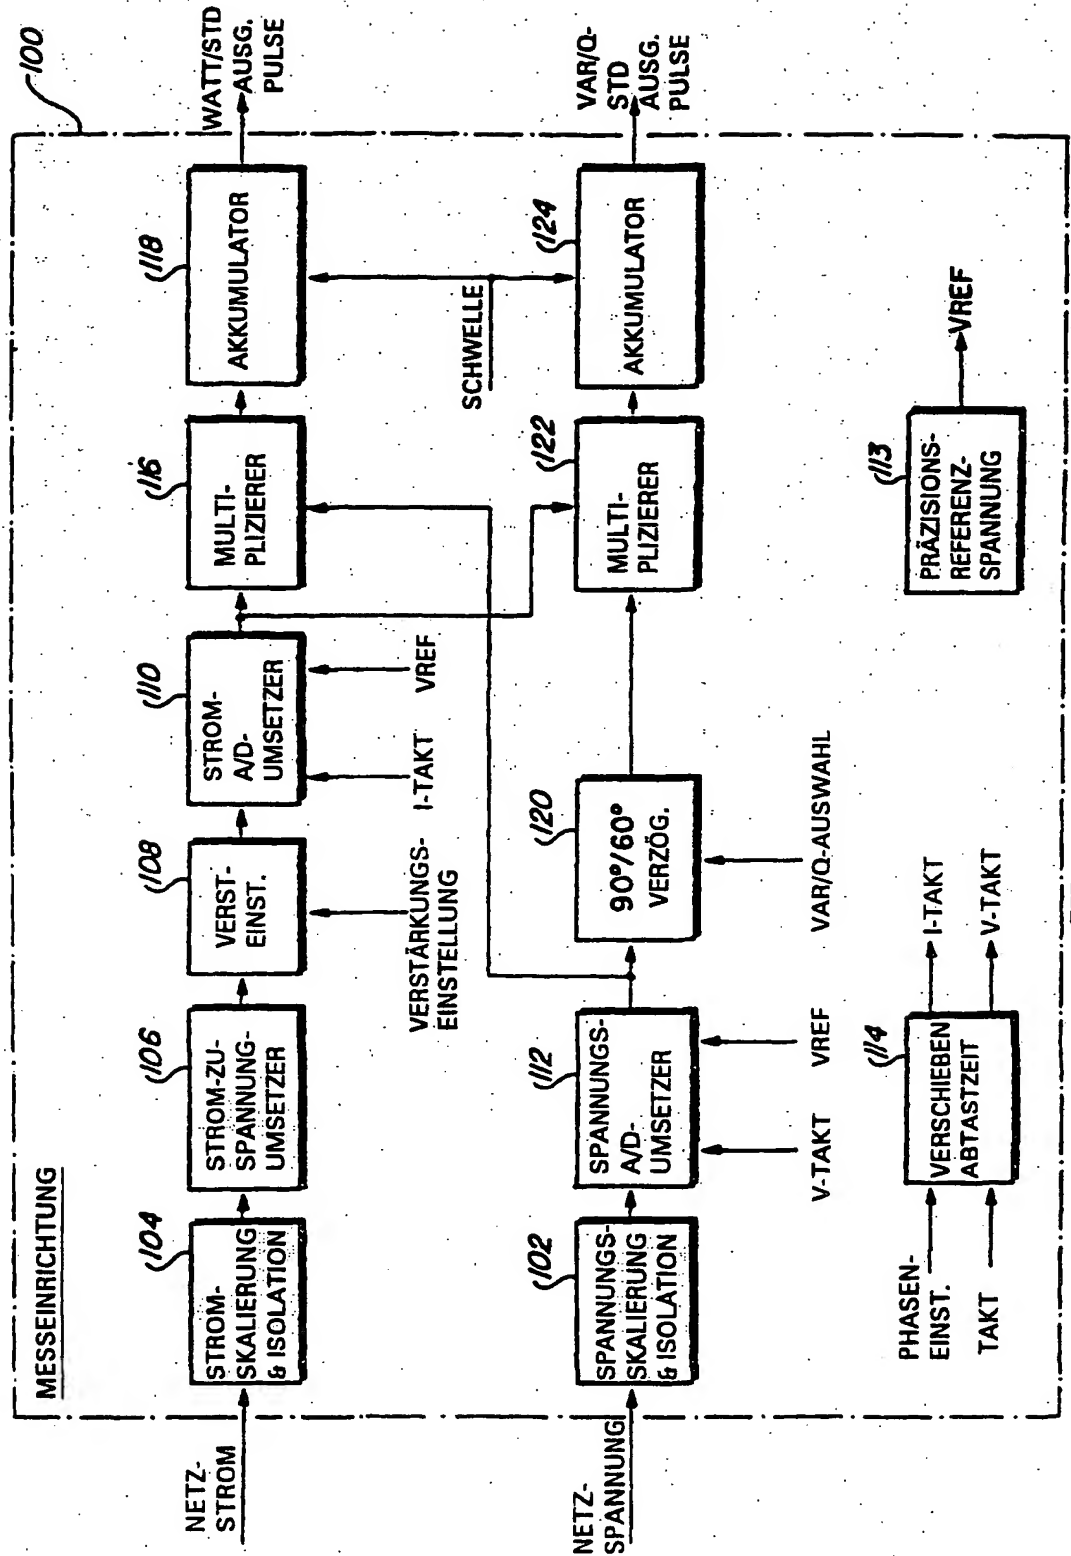 MESSEINRICHTUNG
100
NETZ-
STROM
104
STROM-
SKALIERUNG
& ISOLATION
106
STROM-ZU-
SPANNUNG-
UMSETZER
108
VERST-
EINST.
VERSTÄRKUNGS-
EINSTELLUNG
110
STROM-
A/D-
UMSETZER
I-TAKT
VREF
116
MULTI-
PLIZIERER
118
AKKUMULATOR
WATT/STD
AUSG.
PULSE
SCHWELLE
NETZ-
SPANNUNG
102
SPANNUNGS-
SKALIERUNG
& ISOLATION
112
SPANNUNGS-
A/D-
UMSETZER
V-TAKT
VREF
120
90º/60º
VERZÖG.
VAR/Q-AUSWAHL
122
MULTI-
PLIZIERER
124
AKKUMULATOR
VAR/Q-
STD
AUSG.
PULSE
PHASEN-
EINST.
TAKT
114
VERSCHIEBEN
ABTASTZEIT
I-TAKT
V-TAKT
113
PRÄZISIONS-
REFERENZ-
SPANNUNG
VREF